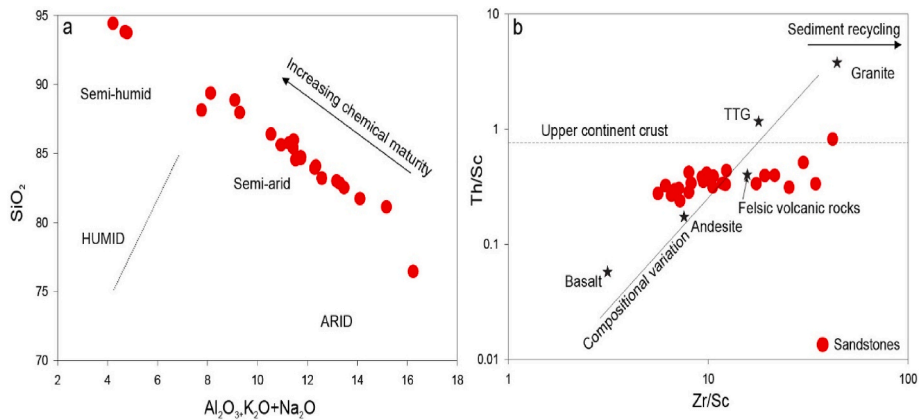 a
95
90
85
80
75
70
SiO₂
Semi-humid
Increasing chemical maturity
Semi-arid
HUMID
ARID
2 4 6 8 10 12 14 16 18
Al₂O₃+K₂O+Na₂O
b
10
1
0.1
0.01
Th/Sc
Sediment recycling
Granite
TTG
Upper continent crust
Felsic volcanic rocks
Andesite
Basalt
Compositional variation
Sandstones
1 10 100
Zr/Sc